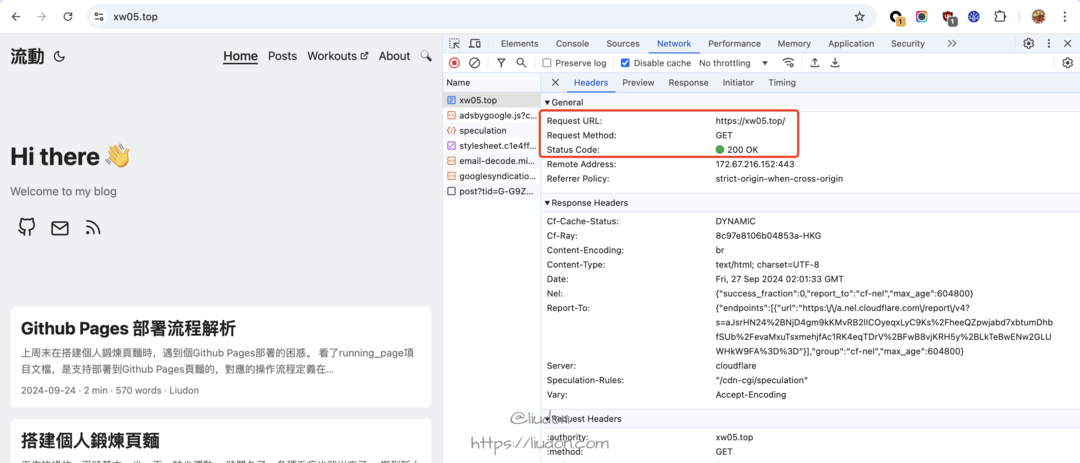 xw05.top
1
1
流動
Home Posts Workouts About
Hi there 👋
Welcome to my blog
Github Pages 部署流程解析
上周末在搭建個人鍛煉頁麵時，遇到個Github Pages部署的困惑。 看了running_page項
目文檔，是支持部署到Github Pages頁麵的，對應的操作流程定義在...
2024-09-24 · 2 min · 570 words · Liudon
搭建個人鍛煉頁麵
Elements Console Sources Network Performance Memory Application Security
Preserve log Disable cache No throttling
Name
xw05.top
adsbygoogle.js?c...
speculation
stylesheet.c1e4ff...
email-decode.mi...
googlesyndicatio...
post?tid=G-G9Z...
Headers Preview Response Initiator Timing
General
Request URL: https://xw05.top/
Request Method: GET
Status Code: 200 OK
Remote Address: 172.67.216.152:443
Referrer Policy: strict-origin-when-cross-origin
Response Headers
Cf-Cache-Status: DYNAMIC
Cf-Ray: 8c97e8106b04853a-HKG
Content-Encoding: br
Content-Type: text/html; charset=UTF-8
Date: Fri, 27 Sep 2024 02:01:33 GMT
Nel: {"success_fraction":0,"report_to":"cf-nel","max_age":604800}
Report-To: {"endpoints":[{"url":"https:\/\/a.nel.cloudflare.com\/report\/v4?
s=aJsrHN24%2BNjD4gm9kKMvRB2lICOyeqxLyC9Ks%2FheeQZpwjabd7xbtumDhb
fSUb%2FevaMxuTsxmehjfAc1RK4eqTDrV%2BFwB8vjKRH5y%2BLkTeBwENw2GLU
WHkW9FA%3D%3D"}],"group":"cf-nel","max_age":604800}
Server: cloudflare
Speculation-Rules: "/cdn-cgi/speculation"
Vary: Accept-Encoding
Request Headers
:authority: xw05.top
:method: GET
@liudon
https://liudon.com